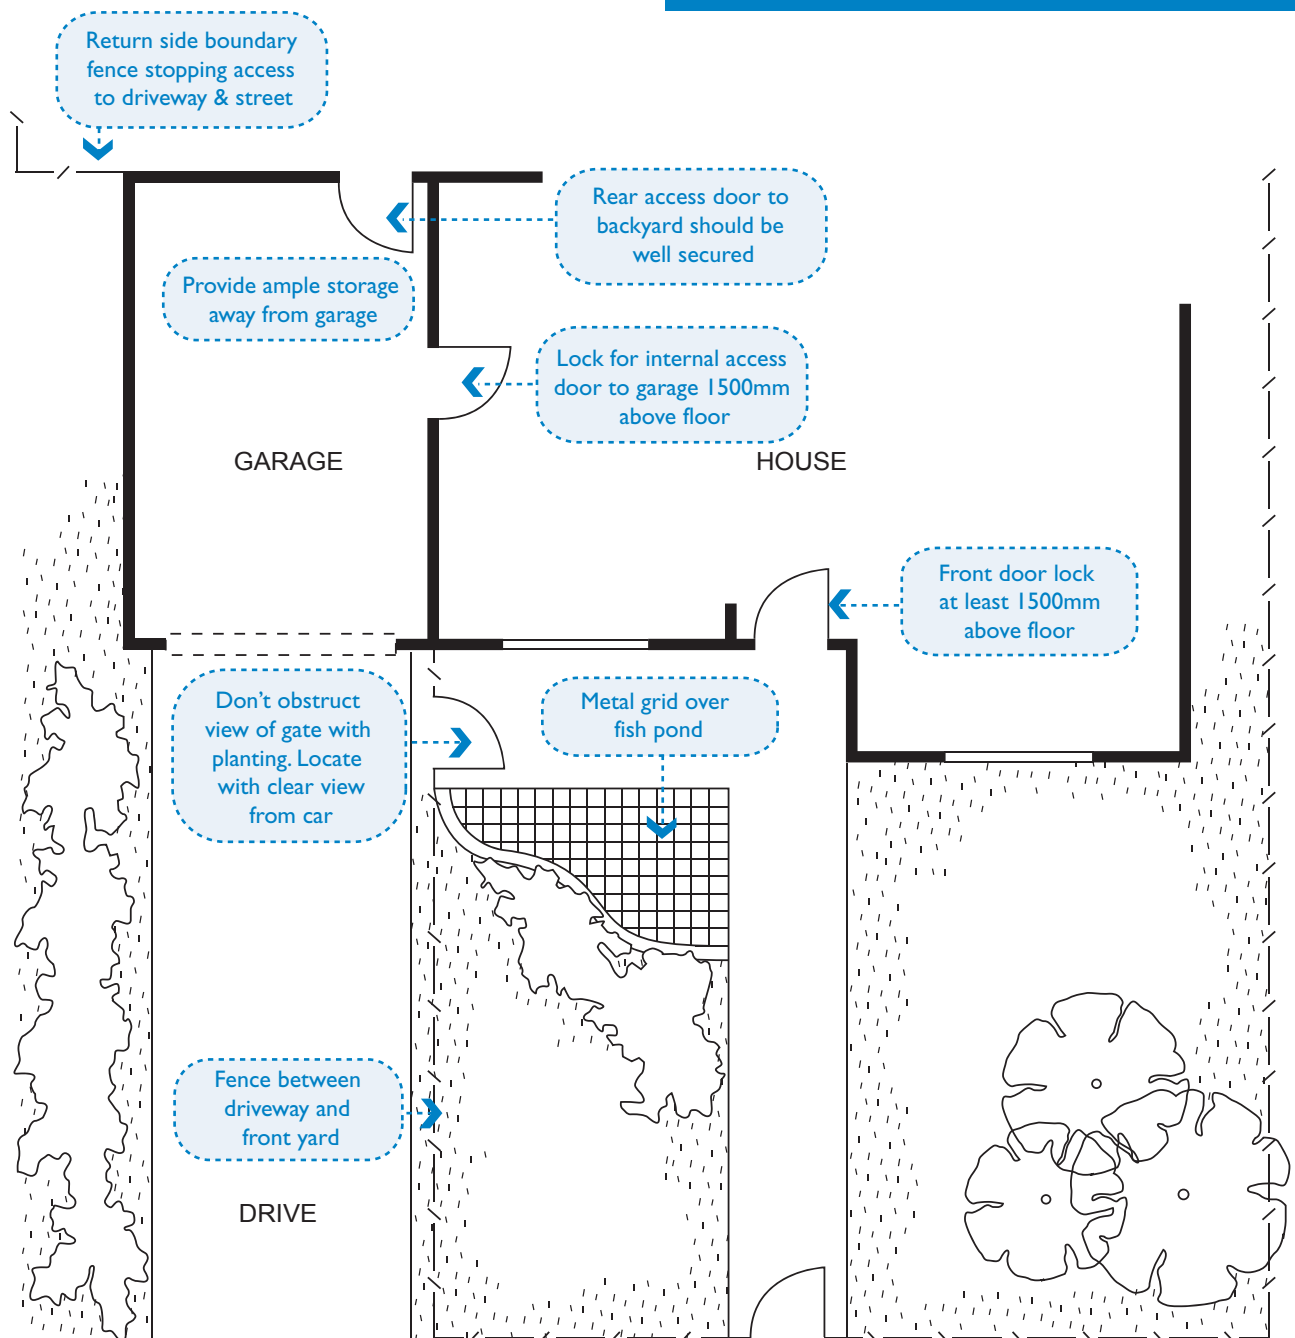 Return side boundary
fence stopping access
to driveway & street
Rear access door to
backyard should be
well secured
Provide ample storage
away from garage
Lock for internal access
door to garage 1500mm
above floor
GARAGE
HOUSE
Front door lock
at least 1500mm
above floor
Don’t obstruct
view of gate with
planting. Locate
with clear view
from car
Metal grid over
fish pond
Fence between
driveway and
front yard
DRIVE